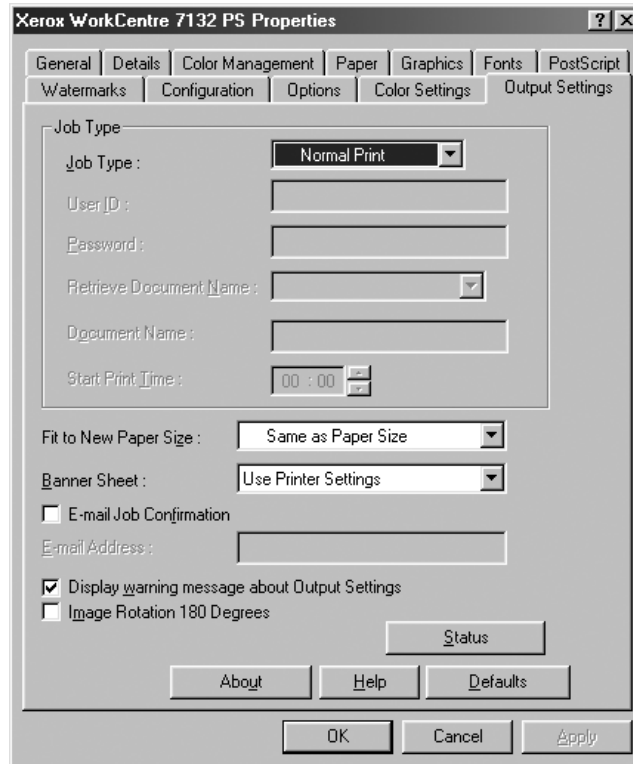 Xerox WorkCentre 7132 PS Properties
General Details Color Management Paper Graphics Fonts PostScript
Watermarks Configuration Options Color Settings Output Settings
Job Type
Job Type : Normal Print
User ID :
Password :
Retrieve Document Name :
Document Name :
Start Print Time : 00 : 00
Fit to New Paper Size : Same as Paper Size
Banner Sheet : Use Printer Settings
E-mail Job Confirmation
E-mail Address :
Display warning message about Output Settings
Image Rotation 180 Degrees
Status
About Help Defaults
OK Cancel Apply